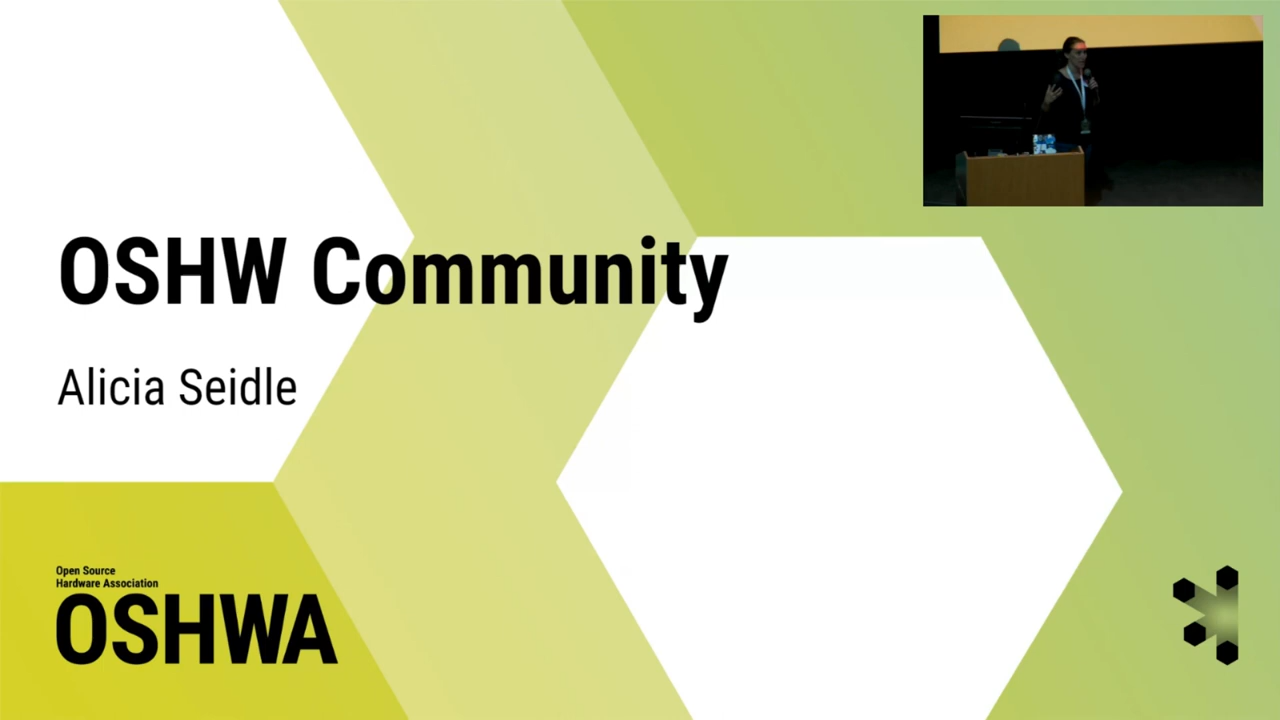 OSHW Community
Alicia Seidle
Open Source
Hardware Association
OSHWA